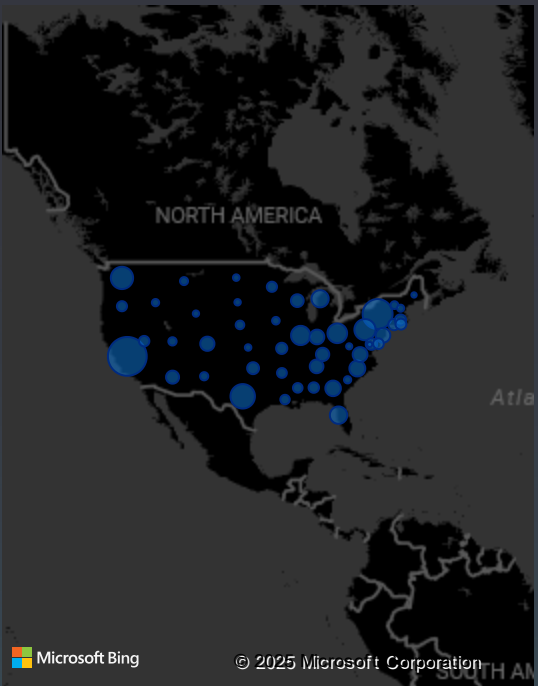 NORTH AMERICA
Atla
Microsoft Bing
© 2025 Microsoft Corporation
SOUTH AM